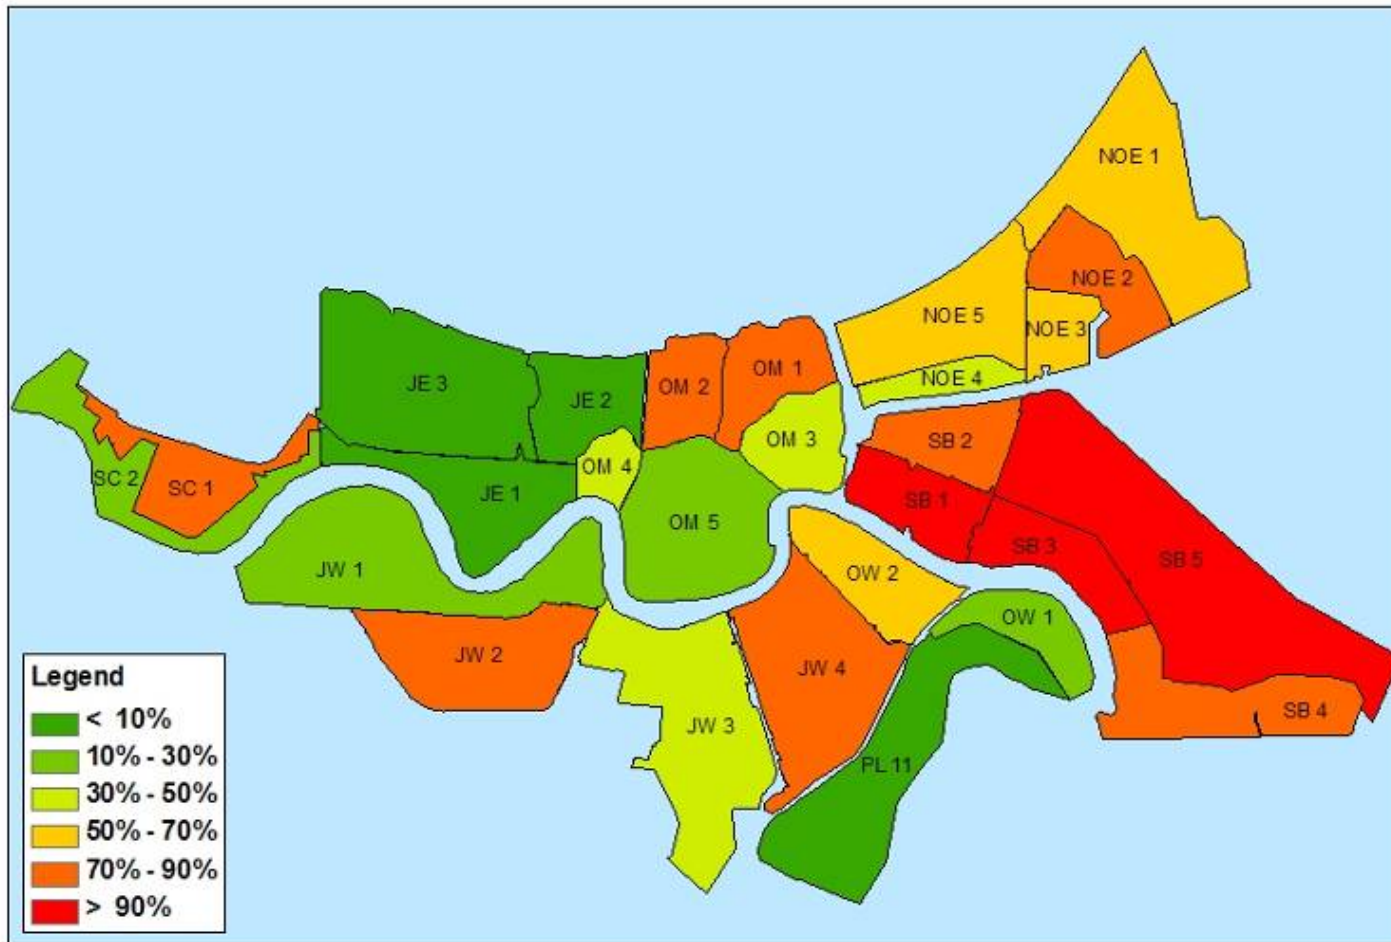 NOE 1
NOE 2
NOE 5
NOE 3
NOE 4
JE 3
JE 2
OM 2
OM 1
OM 3
SB 2
OM 4
SC 2
SC 1
JE 1
OM 5
SB 1
SB 3
SB 5
JW 1
OW 2
OW 1
JW 2
JW 4
JW 3
SB 4
PL 11
Legend
< 10%
10% - 30%
30% - 50%
50% - 70%
70% - 90%
> 90%